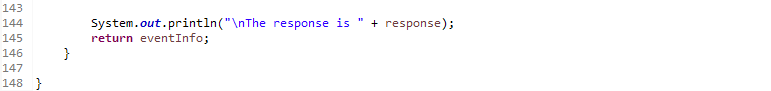 143
144 System.out.println("\nThe response is " + response);
145 return eventInfo;
146 }
147
148 }